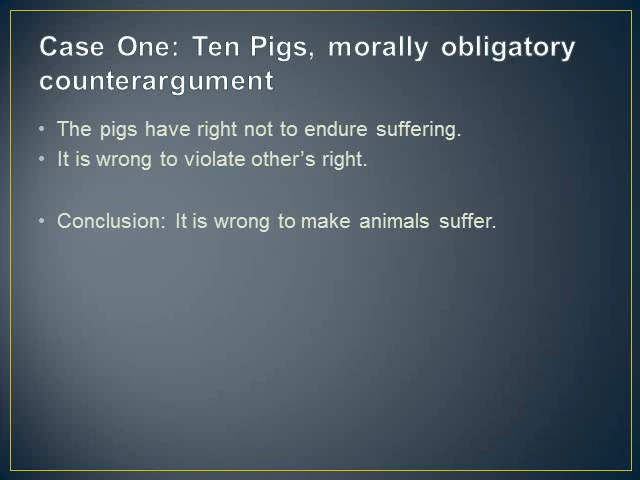 Case One: Ten Pigs, morally obligatory
counterargument
• The pigs have right not to endure suffering.
• It is wrong to violate other's right.
• Conclusion: It is wrong to make animals suffer.